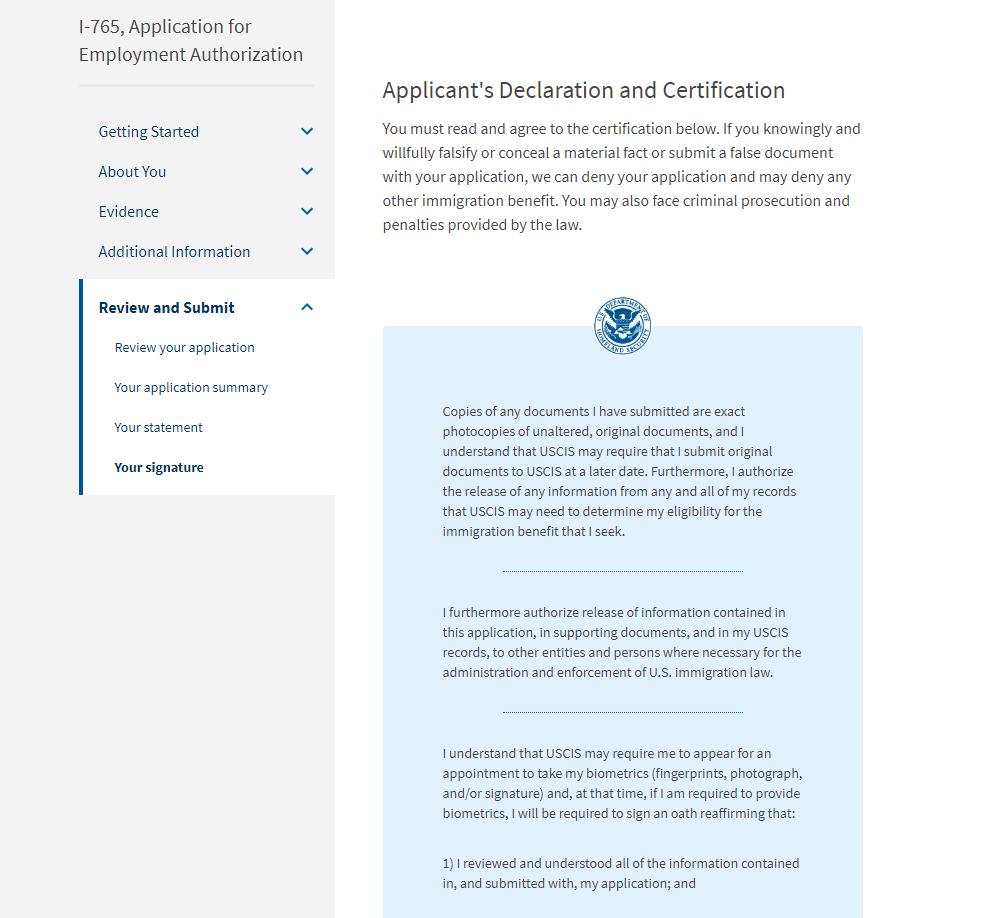 I-765, Application for
Employment Authorization
Getting Started
About You
Evidence
Additional Information
Review and Submit
Review your application
Your application summary
Your statement
Your signature
Applicant's Declaration and Certification
You must read and agree to the certification below. If you knowingly and
willfully falsify or conceal a material fact or submit a false document
with your application, we can deny your application and may deny any
other immigration benefit. You may also face criminal prosecution and
penalties provided by the law.
U.S. DEPARTMENT OF
HOMELAND SECURITY
Copies of any documents I have submitted are exact
photocopies of unaltered, original documents, and I
understand that USCIS may require that I submit original
documents to USCIS at a later date. Furthermore, I authorize
the release of any information from any and all of my records
that USCIS may need to determine my eligibility for the
immigration benefit that I seek.
I furthermore authorize release of information contained in
this application, in supporting documents, and in my USCIS
records, to other entities and persons where necessary for the
administration and enforcement of U.S. immigration law.
I understand that USCIS may require me to appear for an
appointment to take my biometrics (fingerprints, photograph,
and/or signature) and, at that time, if I am required to provide
biometrics, I will be required to sign an oath reaffirming that:
1) I reviewed and understood all of the information contained
in, and submitted with, my application; and